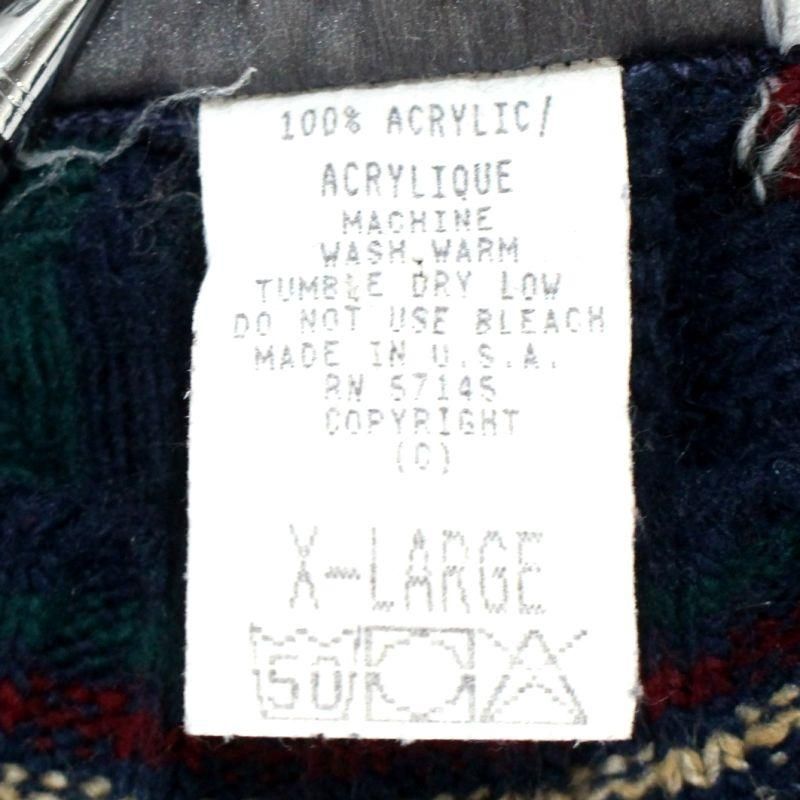 100% ACRYLIC/
ACRYLIQUE
MACHINE
WASH WARM
TUMBLE DRY LOW
DO NOT USE BLEACH
MADE IN U.S.A.
RN 57145
COPYRIGHT
(C)
X-LARGE
50